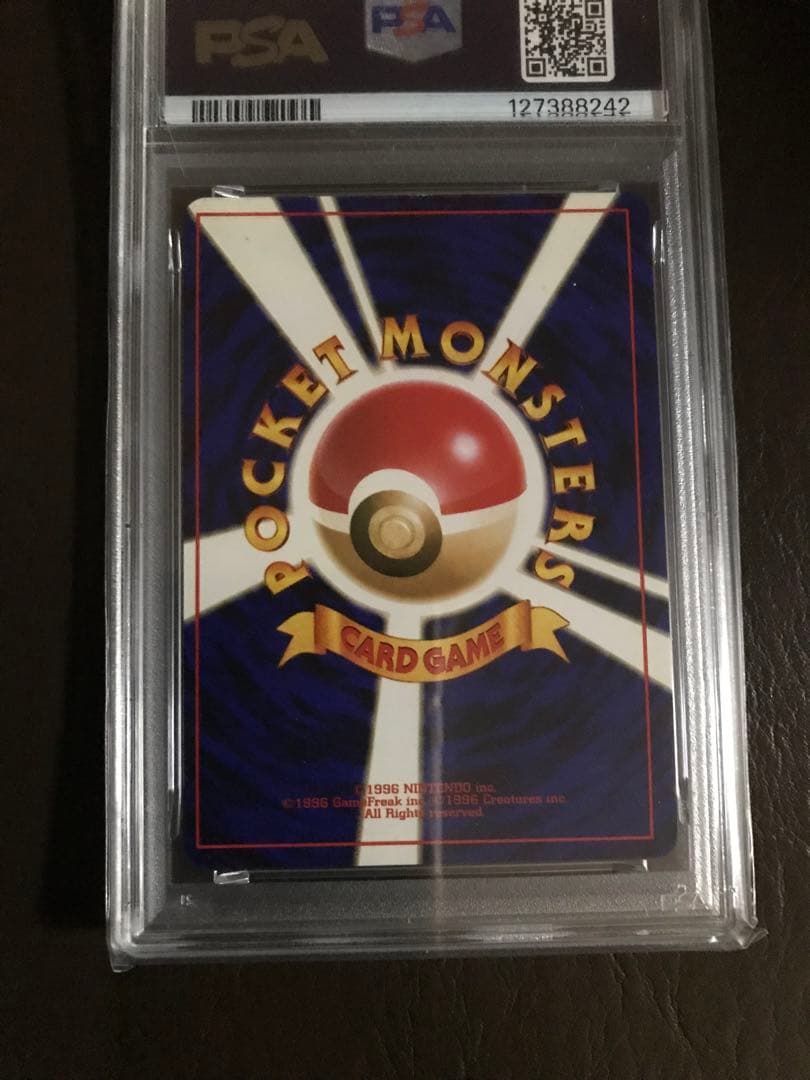 PSA
PSA
127388242
POCKET MONSTERS
CARD GAME
©1996 NINTENDO inc.
©1996 GameFreak inc. ©1996 Creatures inc.
All Rights reserved.